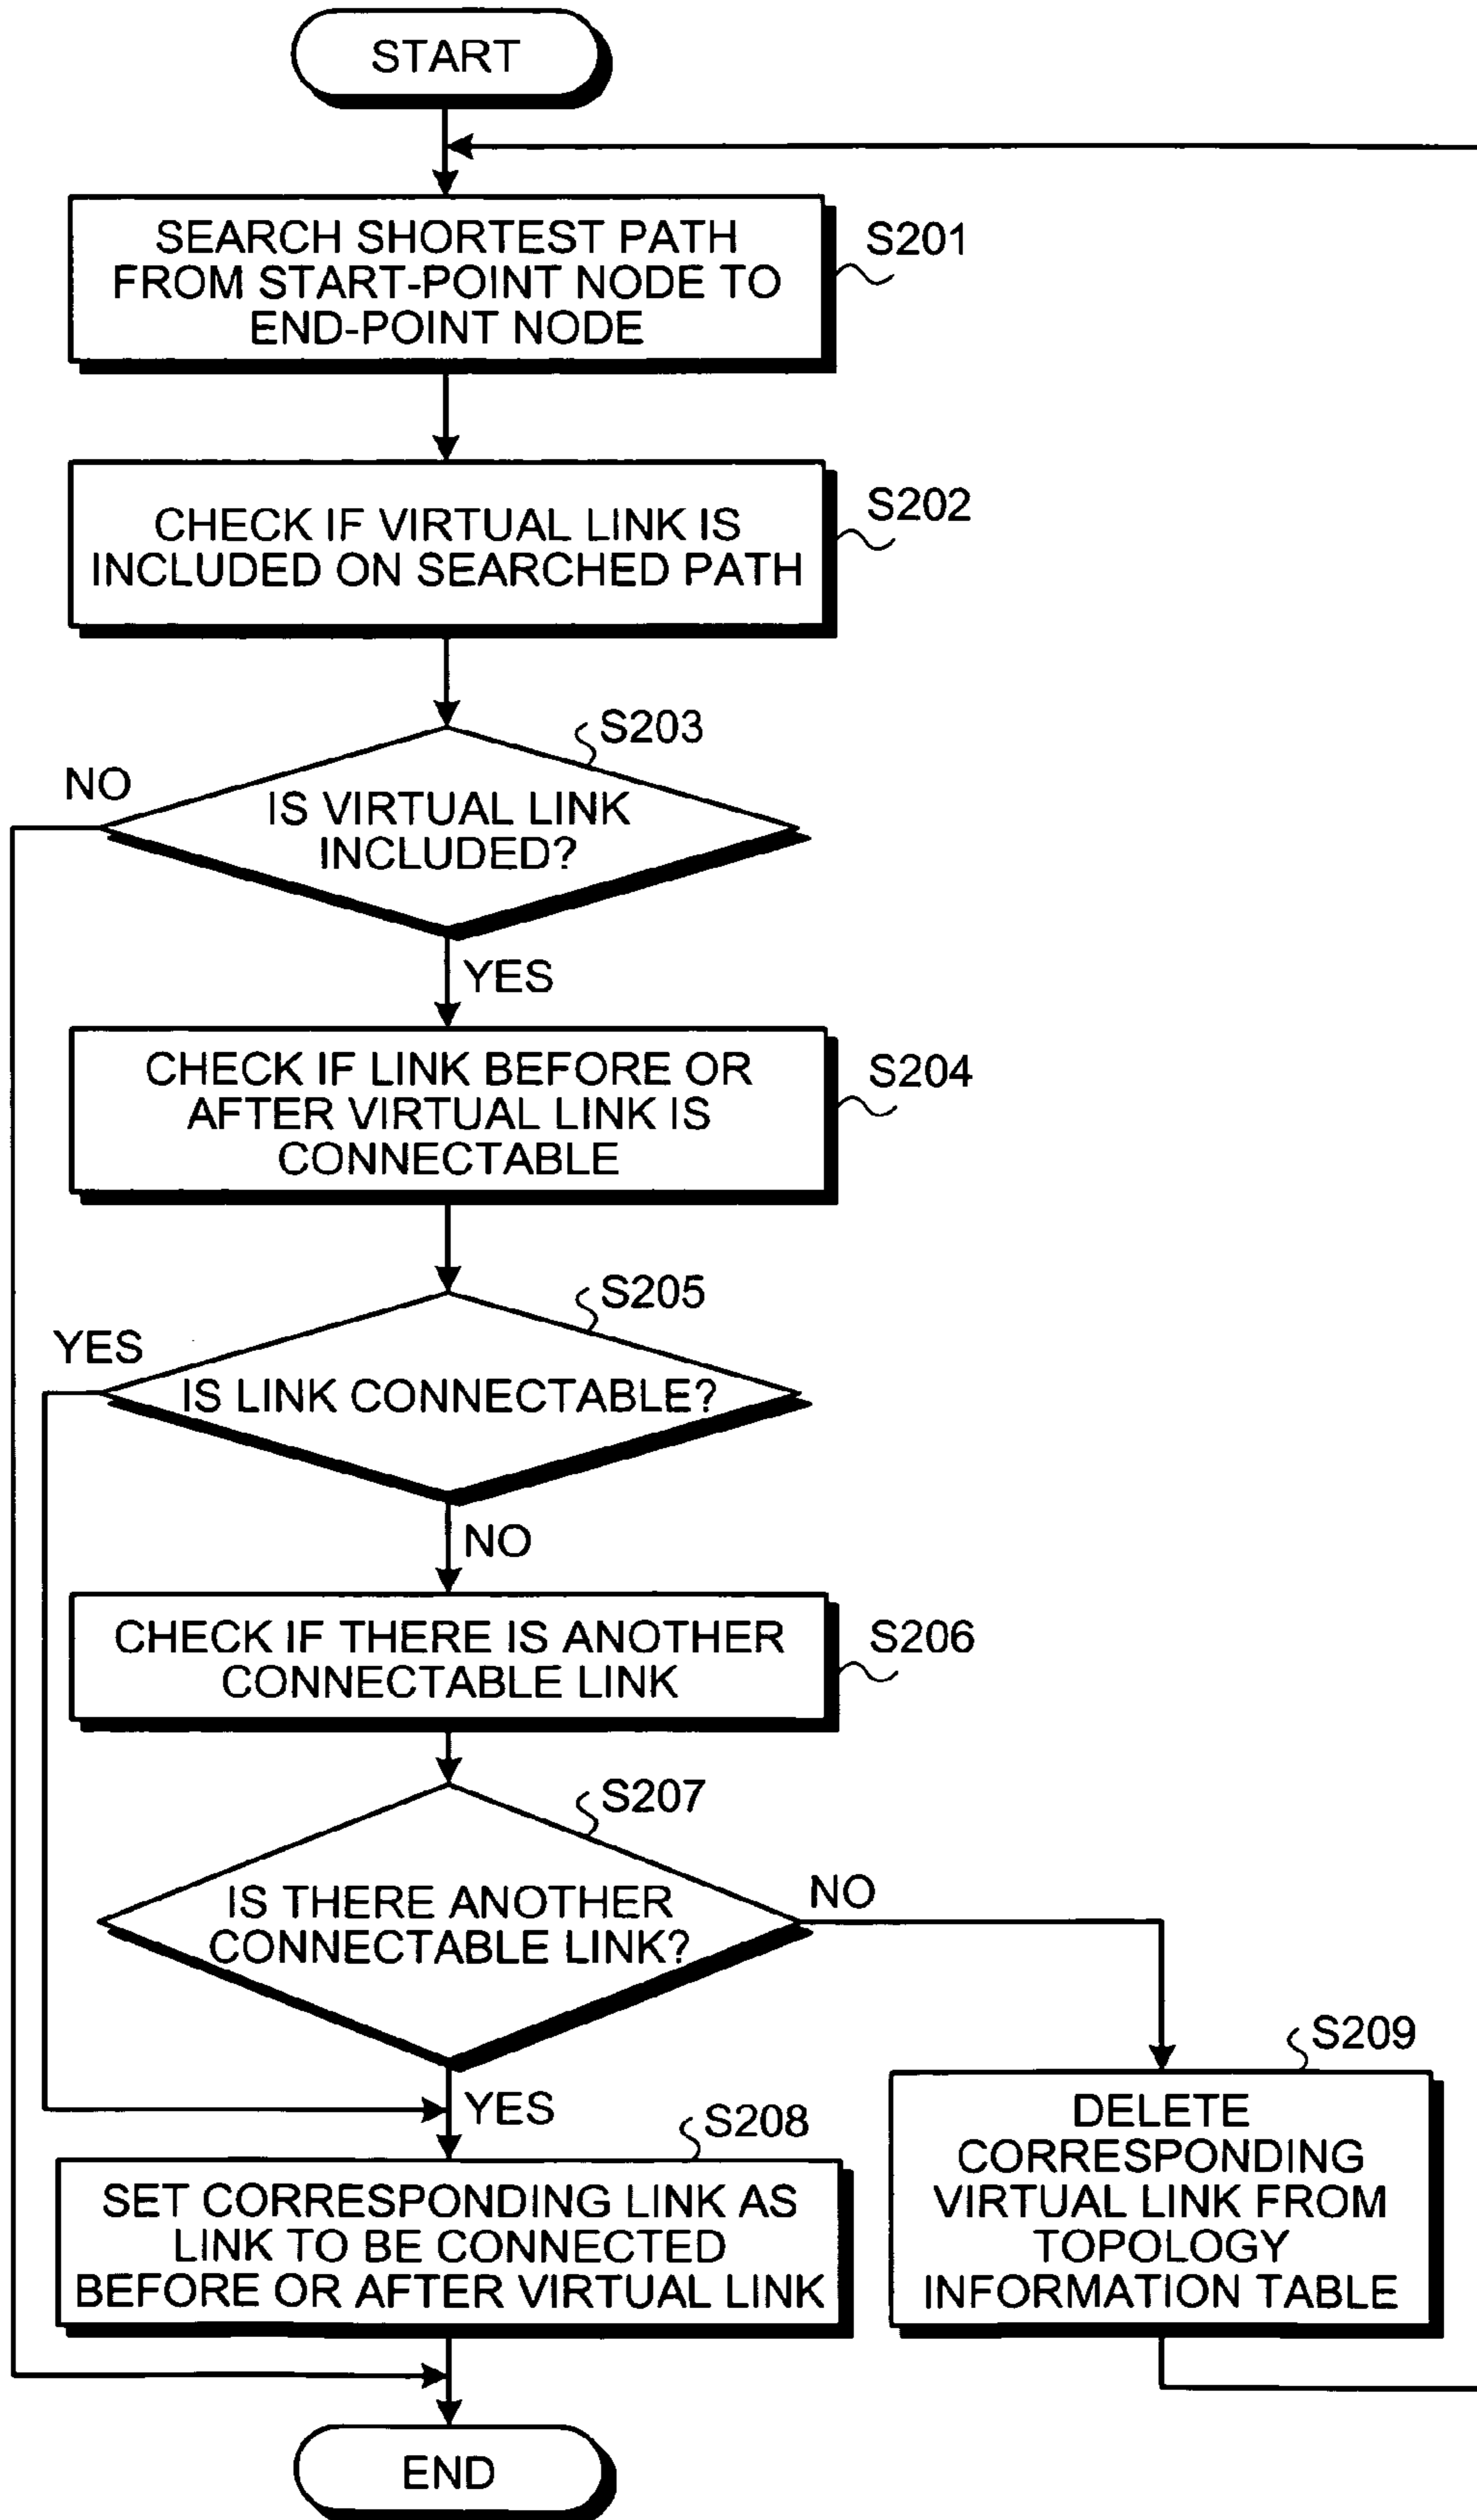 START
SEARCH SHORTEST PATH
FROM START-POINT NODE TO
END-POINT NODE
S201
CHECK IF VIRTUAL LINK IS
INCLUDED ON SEARCHED PATH
S202
S203
NO
IS VIRTUAL LINK
INCLUDED?
YES
CHECK IF LINK BEFORE OR
AFTER VIRTUAL LINK IS
CONNECTABLE
S204
S205
YES
IS LINK CONNECTABLE?
NO
CHECK IF THERE IS ANOTHER
CONNECTABLE LINK
S206
S207
IS THERE ANOTHER
CONNECTABLE LINK?
NO
YES
S208
SET CORRESPONDING LINK AS
LINK TO BE CONNECTED
BEFORE OR AFTER VIRTUAL LINK
S209
DELETE
CORRESPONDING
VIRTUAL LINK FROM
TOPOLOGY
INFORMATION TABLE
END